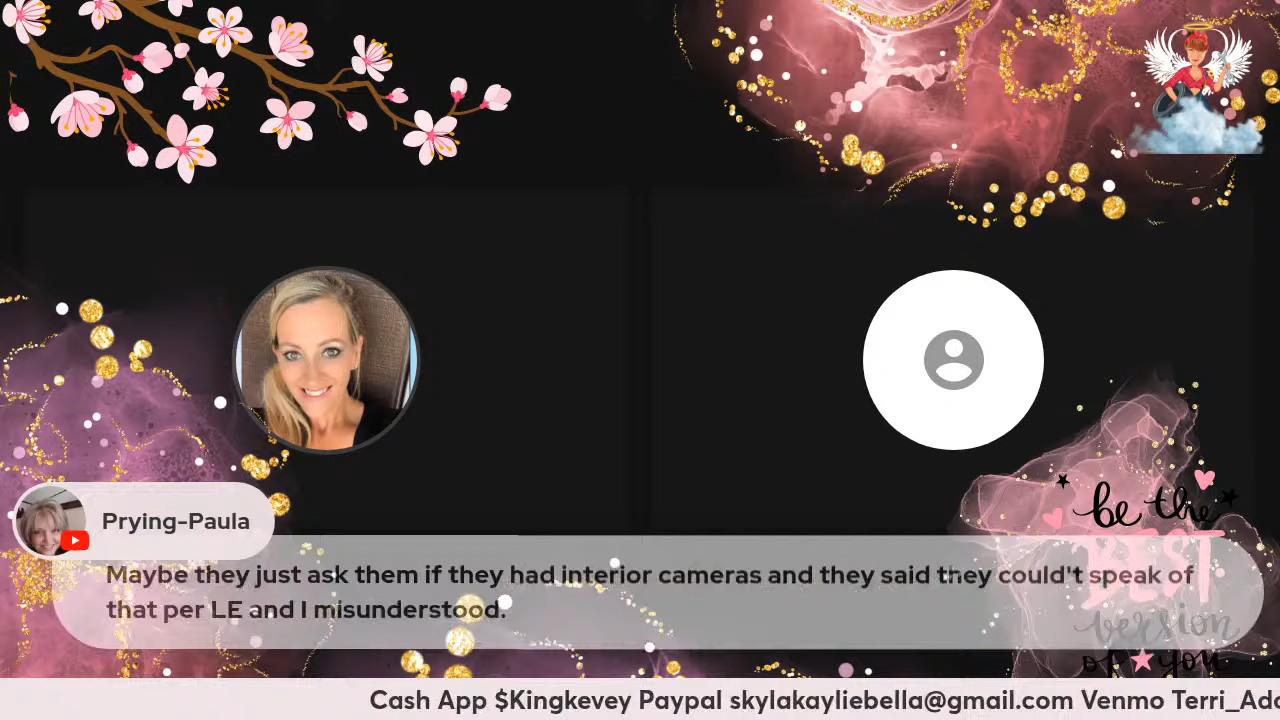 be the
BEST
version
of you
Prying-Paula
Maybe they just ask them if they had interior cameras and they said they could't speak of
that per LE and I misunderstood.
Cash App $Kingkevey Paypal skylakayliebella@gmail.com Venmo Terri_Ada